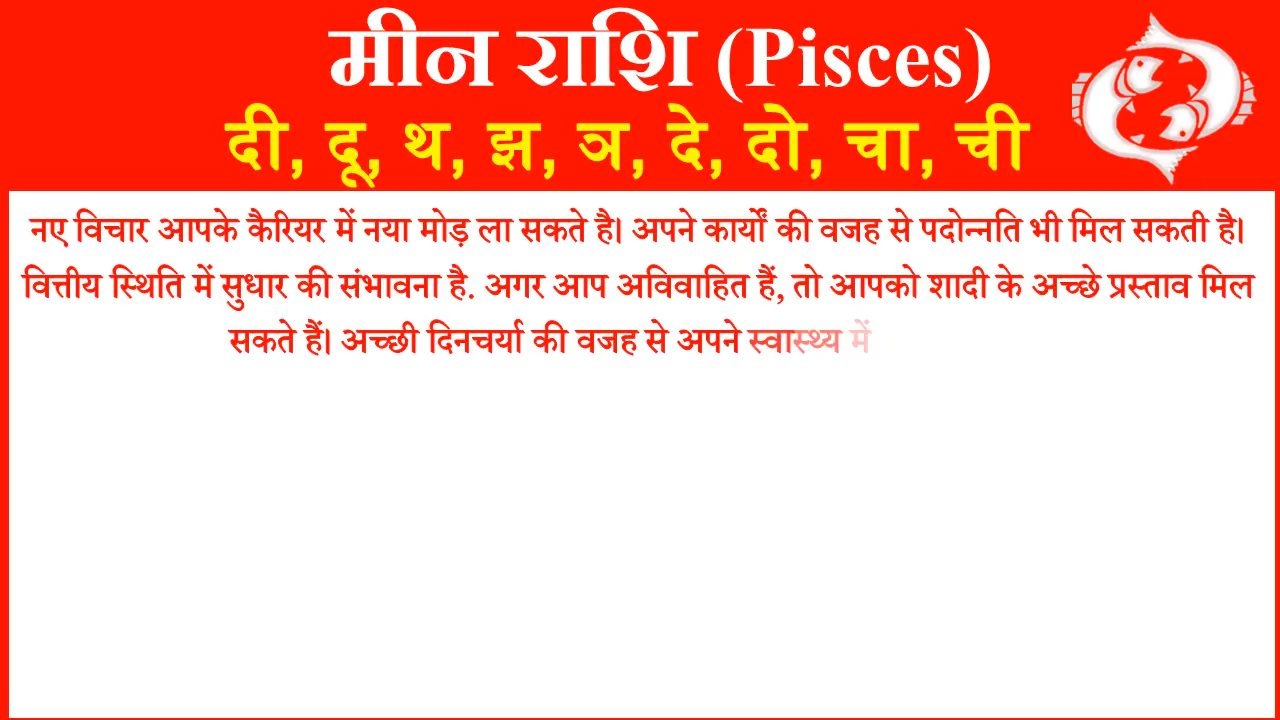 मीन राशि (Pisces)
दी, दू, थ, झ, ञ, दे, दो, चा, ची
नए विचार आपके कैरियर में नया मोड़ ला सकते है। अपने कार्यों की वजह से पदोन्नति भी मिल सकती है।
वित्तीय स्थिति में सुधार की संभावना है. अगर आप अविवाहित हैं, तो आपको शादी के अच्छे प्रस्ताव मिल
सकते हैं। अच्छी दिनचर्या की वजह से अपने स्वास्थ्य में